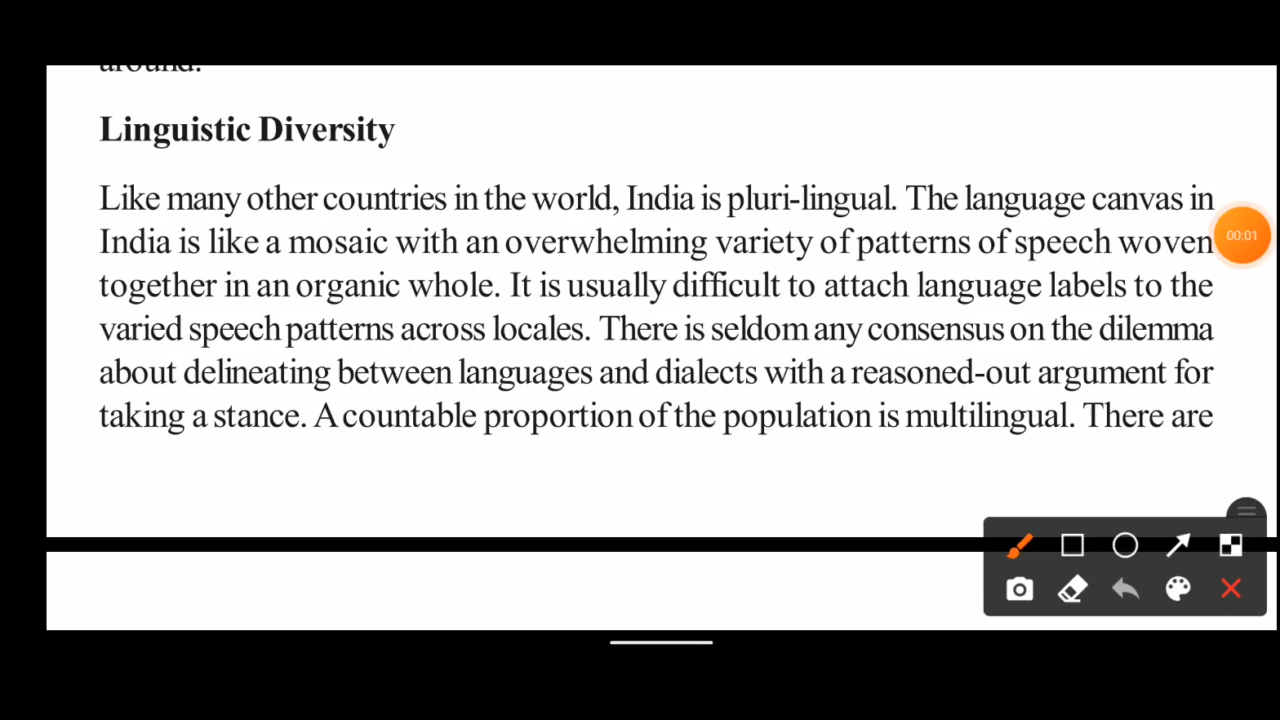 around.
Linguistic Diversity
Like many other countries in the world, India is pluri-lingual. The language canvas in
India is like a mosaic with an overwhelming variety of patterns of speech woven
00:01
together in an organic whole. It is usually difficult to attach language labels to the
varied speech patterns across locales. There is seldom any consensus on the dilemma
about delineating between languages and dialects with a reasoned-out argument for
taking a stance. A countable proportion of the population is multilingual. There are